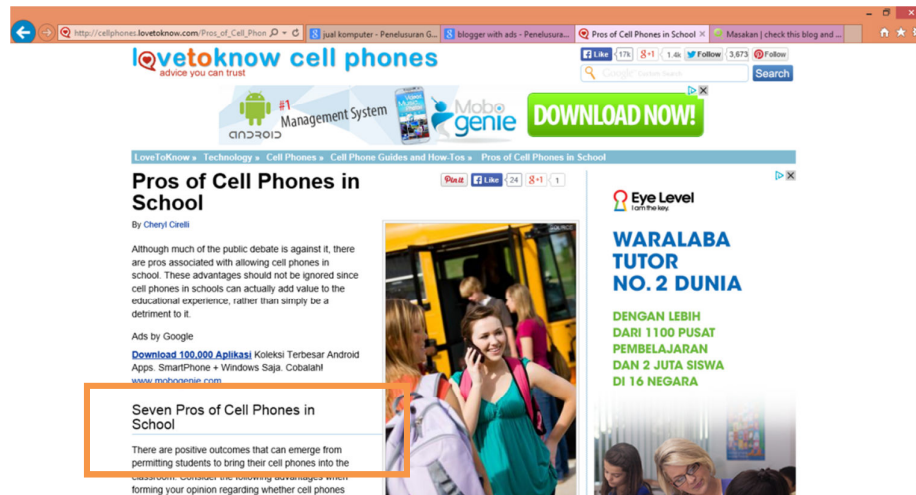 http://cellphones.lovetoknow.com/Pros_of_Cell_Phon
jual komputer - Penelusuran G...
blogger with ads - Penelusura...
Pros of Cell Phones in School
Masakan | check this blog and ...
lovetoknow cell phones
advice you can trust
Like 17k +1 1.4k Follow 3,673 Follow
Google Custom Search
Search
ANDROID
#1
Management System
Mobo
genie
DOWNLOAD NOW!
LoveToKnow » Technology » Cell Phones » Cell Phone Guides and How-Tos » Pros of Cell Phones in School
Pros of Cell Phones in
School
Pin it Like 24 +1 1
By Cheryl Cirelli
Although much of the public debate is against it, there
are pros associated with allowing cell phones in
school. These advantages should not be ignored since
cell phones in schools can actually add value to the
educational experience, rather than simply be a
detriment to it.
Ads by Google
Download 100,000 Aplikasi Koleksi Terbesar Android
Apps. SmartPhone + Windows Saja. Cobalah!
www.mobogenie.com
Seven Pros of Cell Phones in
School
There are positive outcomes that can emerge from
permitting students to bring their cell phones into the
classroom. Consider the following advantages when
forming your opinion regarding whether cell phones
Eye Level
I am the key.
WARALABA
TUTOR
NO. 2 DUNIA
DENGAN LEBIH
DARI 1100 PUSAT
PEMBELAJARAN
DAN 2 JUTA SISWA
DI 16 NEGARA